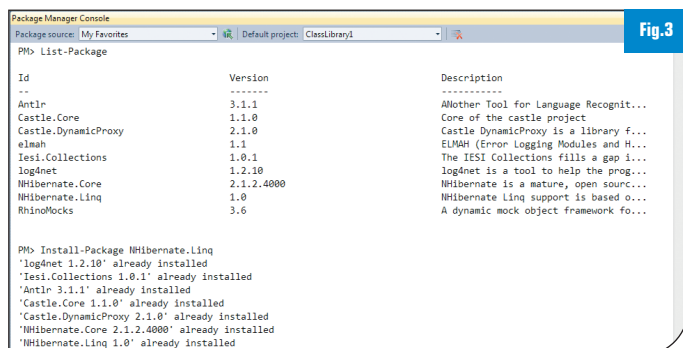 Package Manager Console
Package source: My Favorites Default project: ClassLibrary1
Fig.3
PM> List-Package
Id Version Description
-- ------- -----------
Antlr 3.1.1 ANother Tool for Language Recognit...
Castle.Core 1.1.0 Core of the castle project
Castle.DynamicProxy 2.1.0 Castle DynamicProxy is a library f...
elmah 1.1 ELMAH (Error Logging Modules and H...
Iesi.Collections 1.0.1 The IESI Collections fills a gap i...
log4net 1.2.10 log4net is a tool to help the prog...
NHibernate.Core 2.1.2.4000 NHibernate is a mature, open sourc...
NHibernate.Linq 1.0 NHibernate Linq support is based o...
RhinoMocks 3.6 A dynamic mock object framework fo...
PM> Install-Package NHibernate.Linq
'log4net 1.2.10' already installed
'Iesi.Collections 1.0.1' already installed
'Antlr 3.1.1' already installed
'Castle.Core 1.1.0' already installed
'Castle.DynamicProxy 2.1.0' already installed
'NHibernate.Core 2.1.2.4000' already installed
'NHibernate.Linq 1.0' already installed